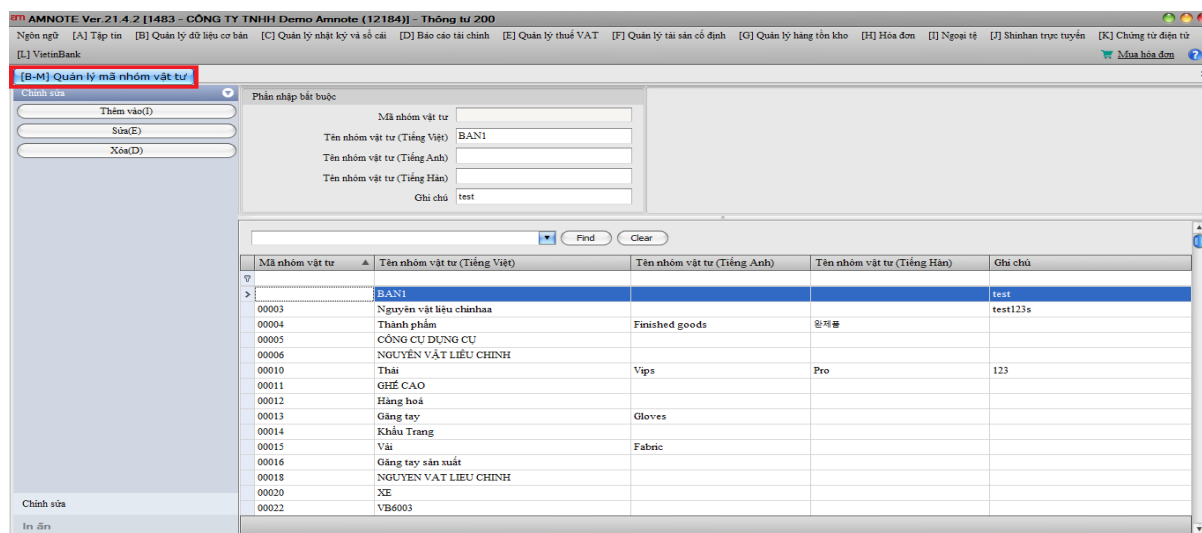 AMNOTE Ver.21.4.2 [1483 - CÔNG TY TNHH Demo Amnote (12184)] - Thông tư 200
Ngôn ngữ [A] Tập tin [B] Quản lý dữ liệu cơ bản [C] Quản lý nhật ký và sổ cái [D] Báo cáo tài chính [E] Quản lý thuế VAT [F] Quản lý tài sản cố định [G] Quản lý hàng tồn kho [H] Hóa đơn [I] Ngoại tệ [J] Shinhan trực tuyến [K] Chứng từ điện tử
[L] VietinBank Mua hóa đơn ?
[B-M] Quản lý mã nhóm vật tư
Chỉnh sửa
Thêm vào(I)
Sửa(E)
Xóa(D)
Phần nhập bắt buộc
Mã nhóm vật tư
Tên nhóm vật tư (Tiếng Việt) BAN1
Tên nhóm vật tư (Tiếng Anh)
Tên nhóm vật tư (Tiếng Hàn)
Ghi chú test
Find Clear
Mã nhóm vật tư Tên nhóm vật tư (Tiếng Việt) Tên nhóm vật tư (Tiếng Anh) Tên nhóm vật tư (Tiếng Hàn) Ghi chú
BAN1 test
00003 Nguyên vật liệu chinhaa test123s
00004 Thành phẩm Finished goods 완제품
00005 CÔNG CỤ DỤNG CỤ
00006 NGUYÊN VẬT LIÊU CHINH
00010 Thái Vips Pro 123
00011 GHẾ CAO
00012 Hàng hoá
00013 Găng tay Gloves
00014 Khẩu Trang
00015 Vải Fabric
00016 Găng tay sản xuất
00018 NGUYEN VAT LIEU CHINH
00020 XE
00022 VB6003
Chỉnh sửa
In ấn